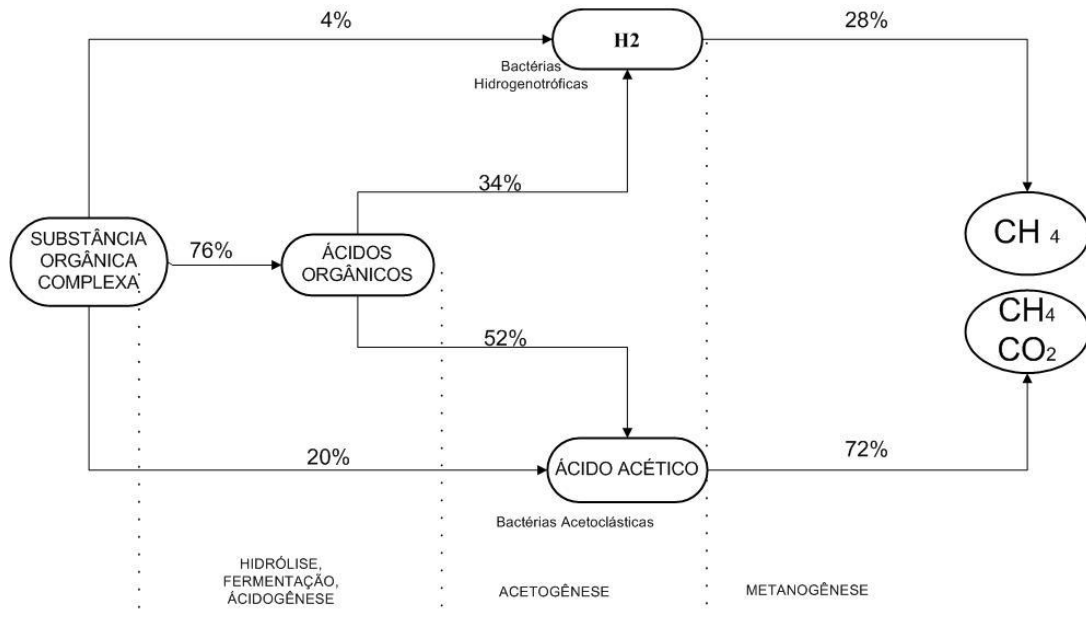 4%
H2
28%
Bactérias
Hidrogenotróficas
34%
CH 4
SUBSTÂNCIA
ORGÂNICA
COMPLEXA
76%
ÁCIDOS
ORGÂNICOS
CH4
CO2
52%
20%
ÁCIDO ACÉTICO
72%
Bactérias Acetoclásticas
HIDRÓLISE,
FERMENTAÇÃO,
ÁCIDOGÊNESE
ACETOGÊNESE
METANOGÊNESE